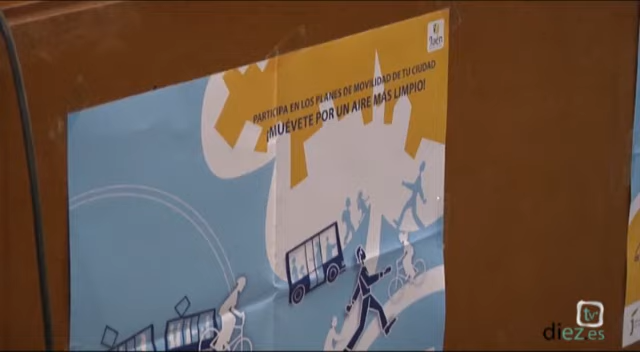 Jaén
PARTICIPA EN LOS PLANES DE MOVILIDAD DE TU CIUDAD
¡MUÉVETE POR UN AIRE MÁS LIMPIO!
tv
diez.es